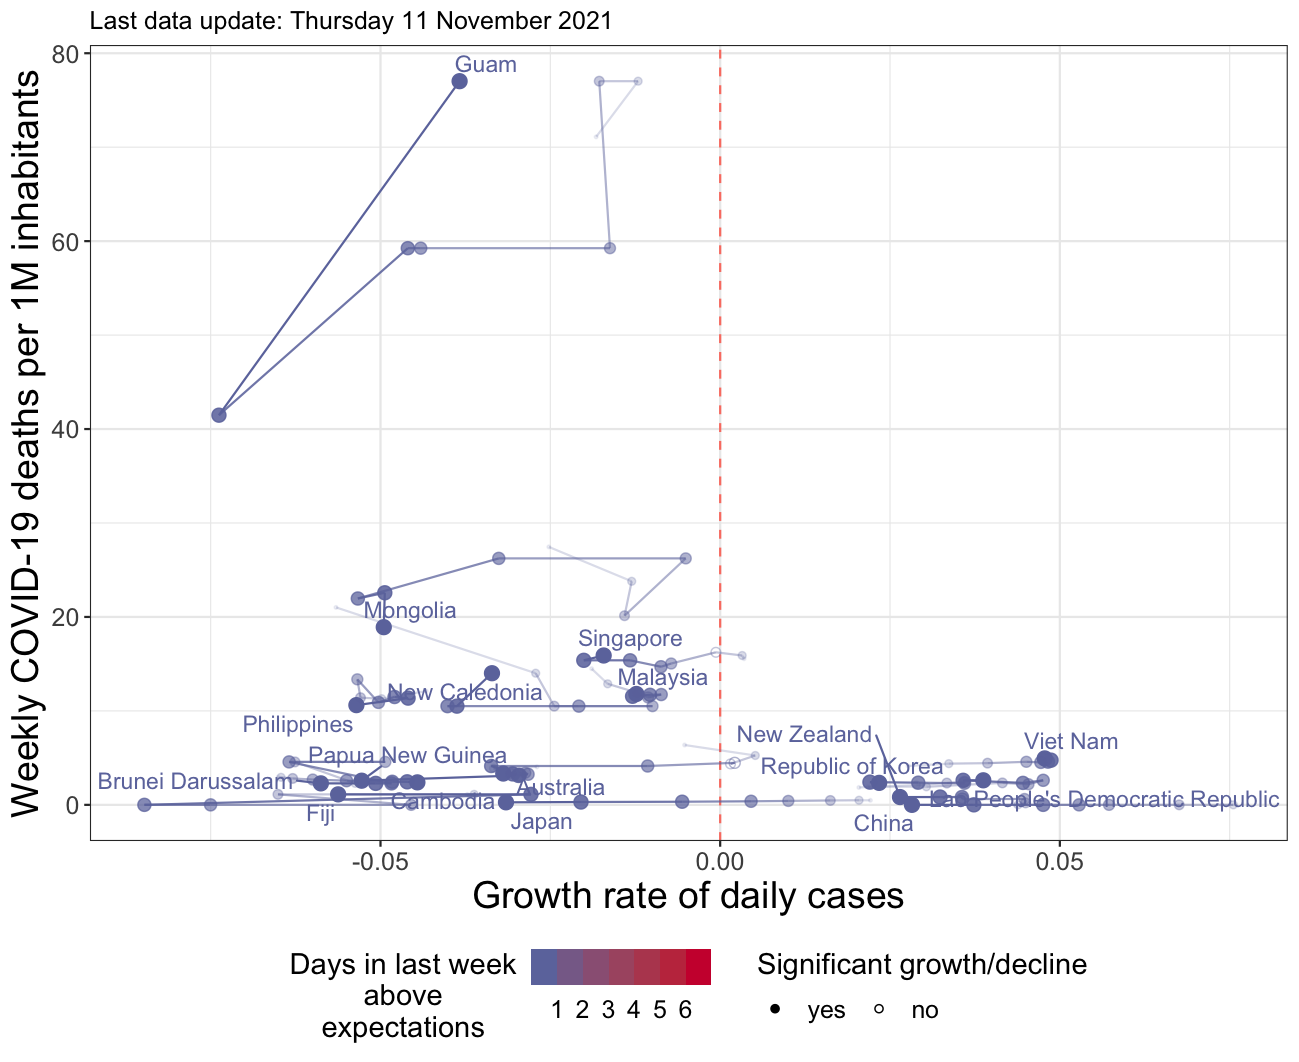 Last data update: Thursday 11 November 2021
Weekly COVID-19 deaths per 1M inhabitants
80
60
40
20
0
Guam
Mongolia
Singapore
Malaysia
New Caledonia
Philippines
New Zealand
Viet Nam
Papua New Guinea
Republic of Korea
Brunei Darussalam
Australia
Cambodia
Lao People's Democratic Republic
Fiji
Japan
China
-0.05
0.00
0.05
Growth rate of daily cases
Days in last week
above
expectations
1 2 3 4 5 6
Significant growth/decline
yes
no